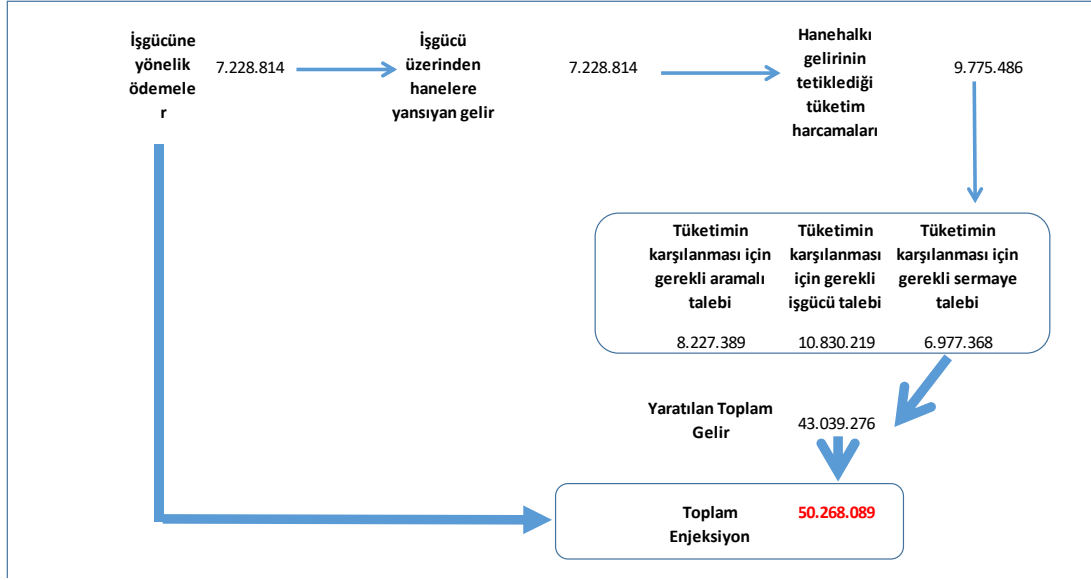 İşgücüne
yönelik
ödemele
r
7.228.814
İşgücü
üzerinden
hanelere
yansıyan gelir
7.228.814
Hanehalkı
gelirinin
tetiklediği
tüketim
harcamaları
9.775.486
Tüketimin
karşılanması için
gerekli aramalı
talebi
8.227.389
Tüketimin
karşılanması
için gerekli
işgücü talebi
10.830.219
Tüketimin
karşılanması için
gerekli sermaye
talebi
6.977.368
Yaratılan Toplam
Gelir
43.039.276
Toplam
Enjeksiyon
50.268.089